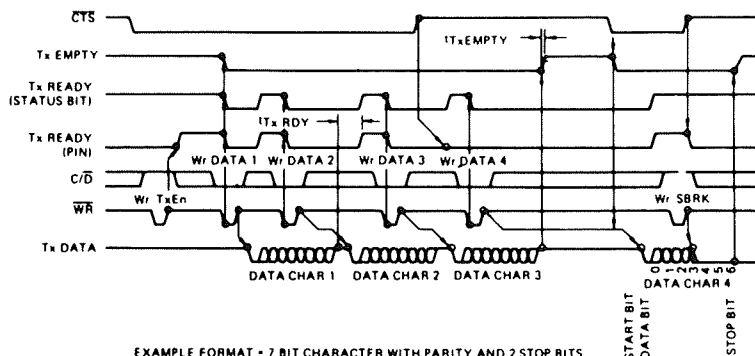 CTS
tTxEMPTY
Tx EMPTY
Tx READY
(STATUS BIT)
tTx RDY
Tx READY
(PIN)
Wr DATA 1 Wr DATA 2 Wr DATA 3 Wr DATA 4
C/D
Wr TxEn Wr SBRK
WR
Tx DATA
DATA CHAR 1 DATA CHAR 2 DATA CHAR 3 DATA CHAR 4
0 1 2 3 4 5 6
START BIT
DATA BIT
STOP BIT
EXAMPLE FORMAT = 7 BIT CHARACTER WITH PARITY AND 2 STOP BITS